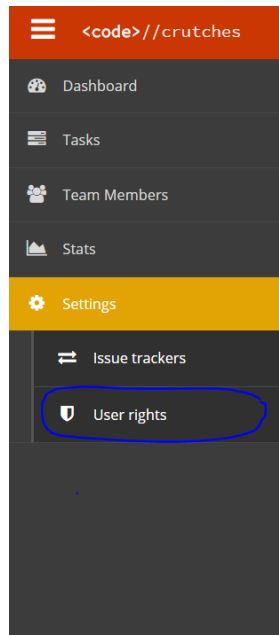 <code>//crutches
Dashboard
Tasks
Team Members
Stats
Settings
Issue trackers
User rights